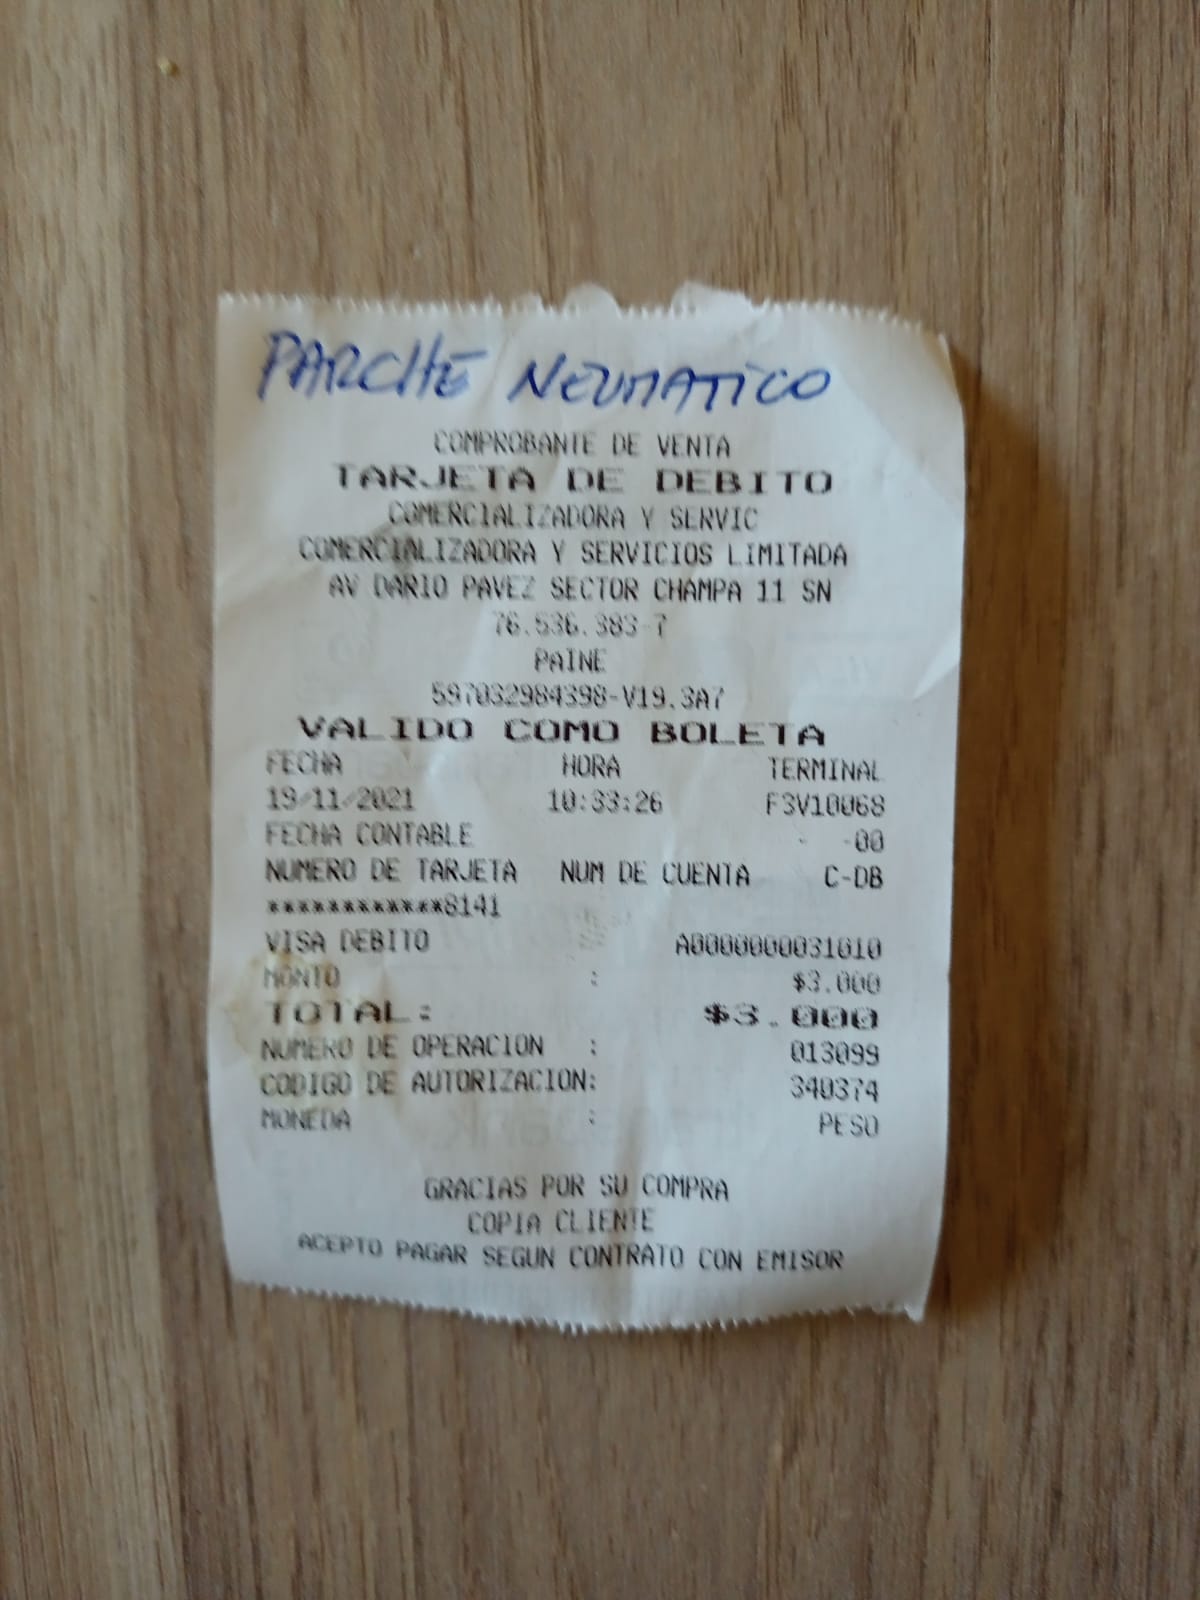 PARCHE NEUMATICO
COMPROBANTE DE VENTA
TARJETA DE DEBITO
COMERCIALIZADORA Y SERVIC
COMERCIALIZADORA Y SERVICIOS LIMITADA
AV DARIO PAVEZ SECTOR CHAMPA 11 SN
76.536.383-7
PAINE
597032984398-V19.3A7
VALIDO COMO BOLETA
FECHA HORA TERMINAL
19/11/2021 10:33:26 F3V10068
FECHA CONTABLE - -00
NUMERO DE TARJETA NUM DE CUENTA C-DB
************8141
VISA DEBITO A0000000031010
MONTO : $3.000
TOTAL: $3.000
NUMERO DE OPERACION : 013099
CODIGO DE AUTORIZACION: 340374
MONEDA : PESO
GRACIAS POR SU COMPRA
COPIA CLIENTE
ACEPTO PAGAR SEGUN CONTRATO CON EMISOR